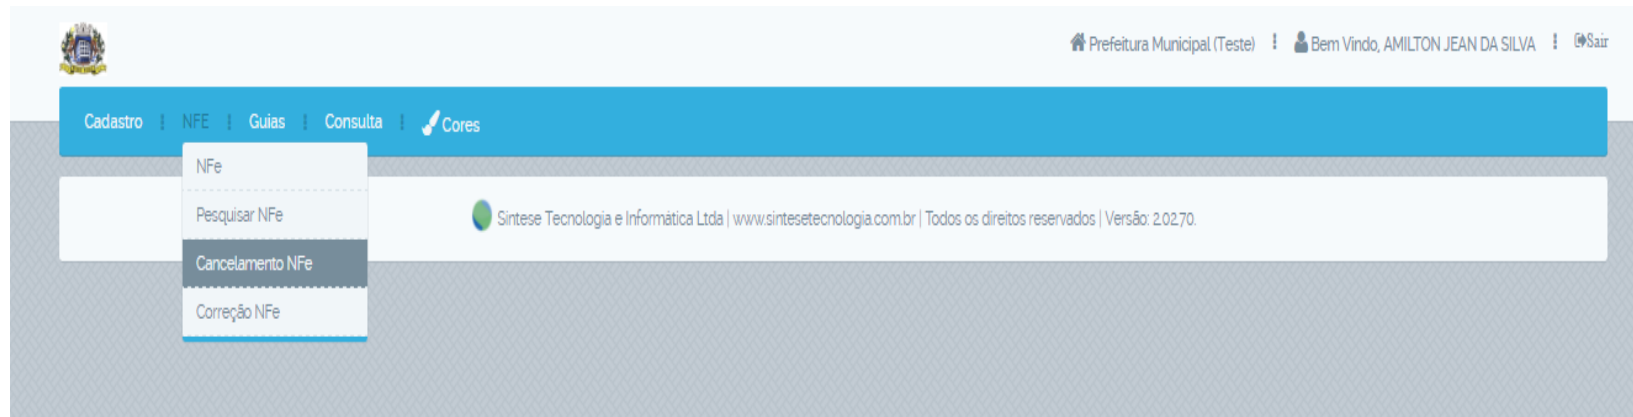 Prefeitura Municipal (Teste) Bem Vindo, AMILTON JEAN DA SILVA Sair
Cadastro NFE Guias Consulta Cores
NFe
Pesquisar NFe
Cancelamento NFe
Correção NFe
Sintese Tecnologia e Informática Ltda | www.sintesetecnologia.com.br | Todos os direitos reservados | Versão: 2.02.70.